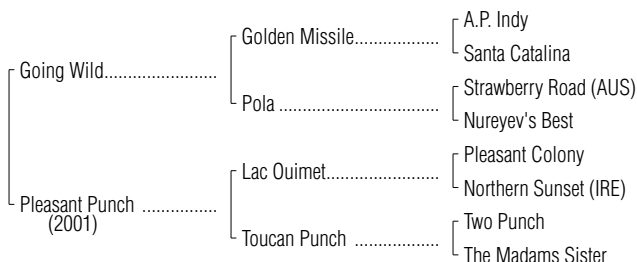 A.P. Indy
Golden Missile....................
Santa Catalina
Going Wild...........................
Strawberry Road (AUS)
Pola ......................................
Nureyev's Best
Pleasant Colony
Lac Ouimet...........................
Northern Sunset (IRE)
Pleasant Punch ..................
(2001)
Two Punch
Toucan Punch ....................
The Madams Sister